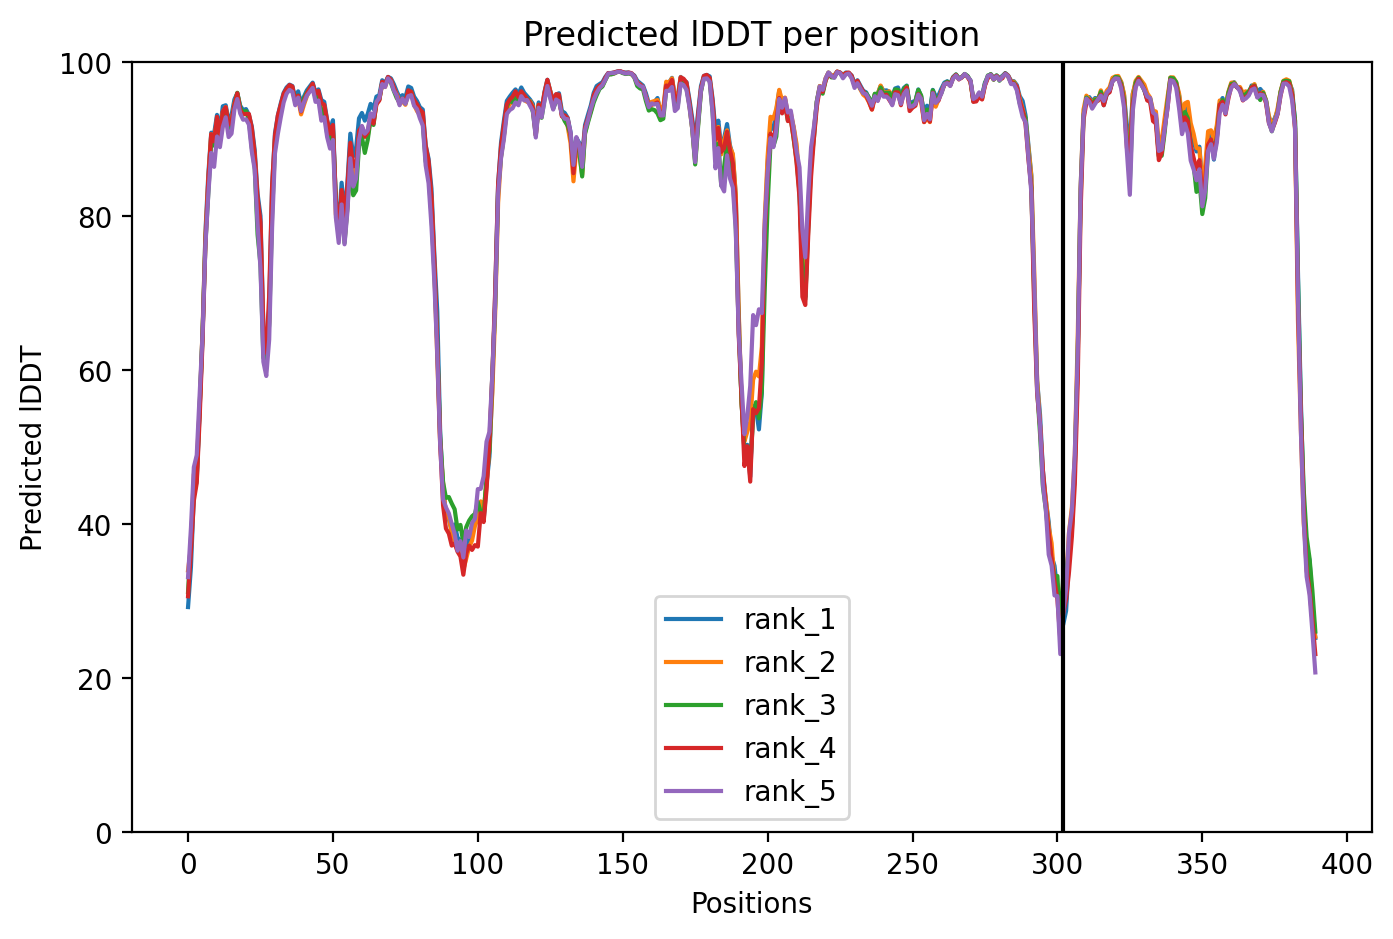 Predicted lDDT per position
Predicted lDDT
100
80
60
40
20
0
rank_1
rank_2
rank_3
rank_4
rank_5
0 50 100 150 200 250 300 350 400
Positions